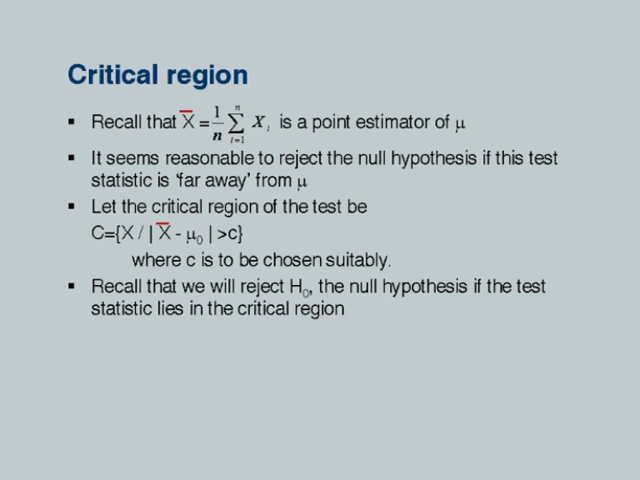 Critical region
▪ Recall that X̅ = 1/n ∑ᵢ₌₁ⁿ Xᵢ is a point estimator of μ
▪ It seems reasonable to reject the null hypothesis if this test
statistic is ‘far away’ from μ
▪ Let the critical region of the test be
C={X / | X̅ - μ₀ | >c}
where c is to be chosen suitably.
▪ Recall that we will reject H₀, the null hypothesis if the test
statistic lies in the critical region